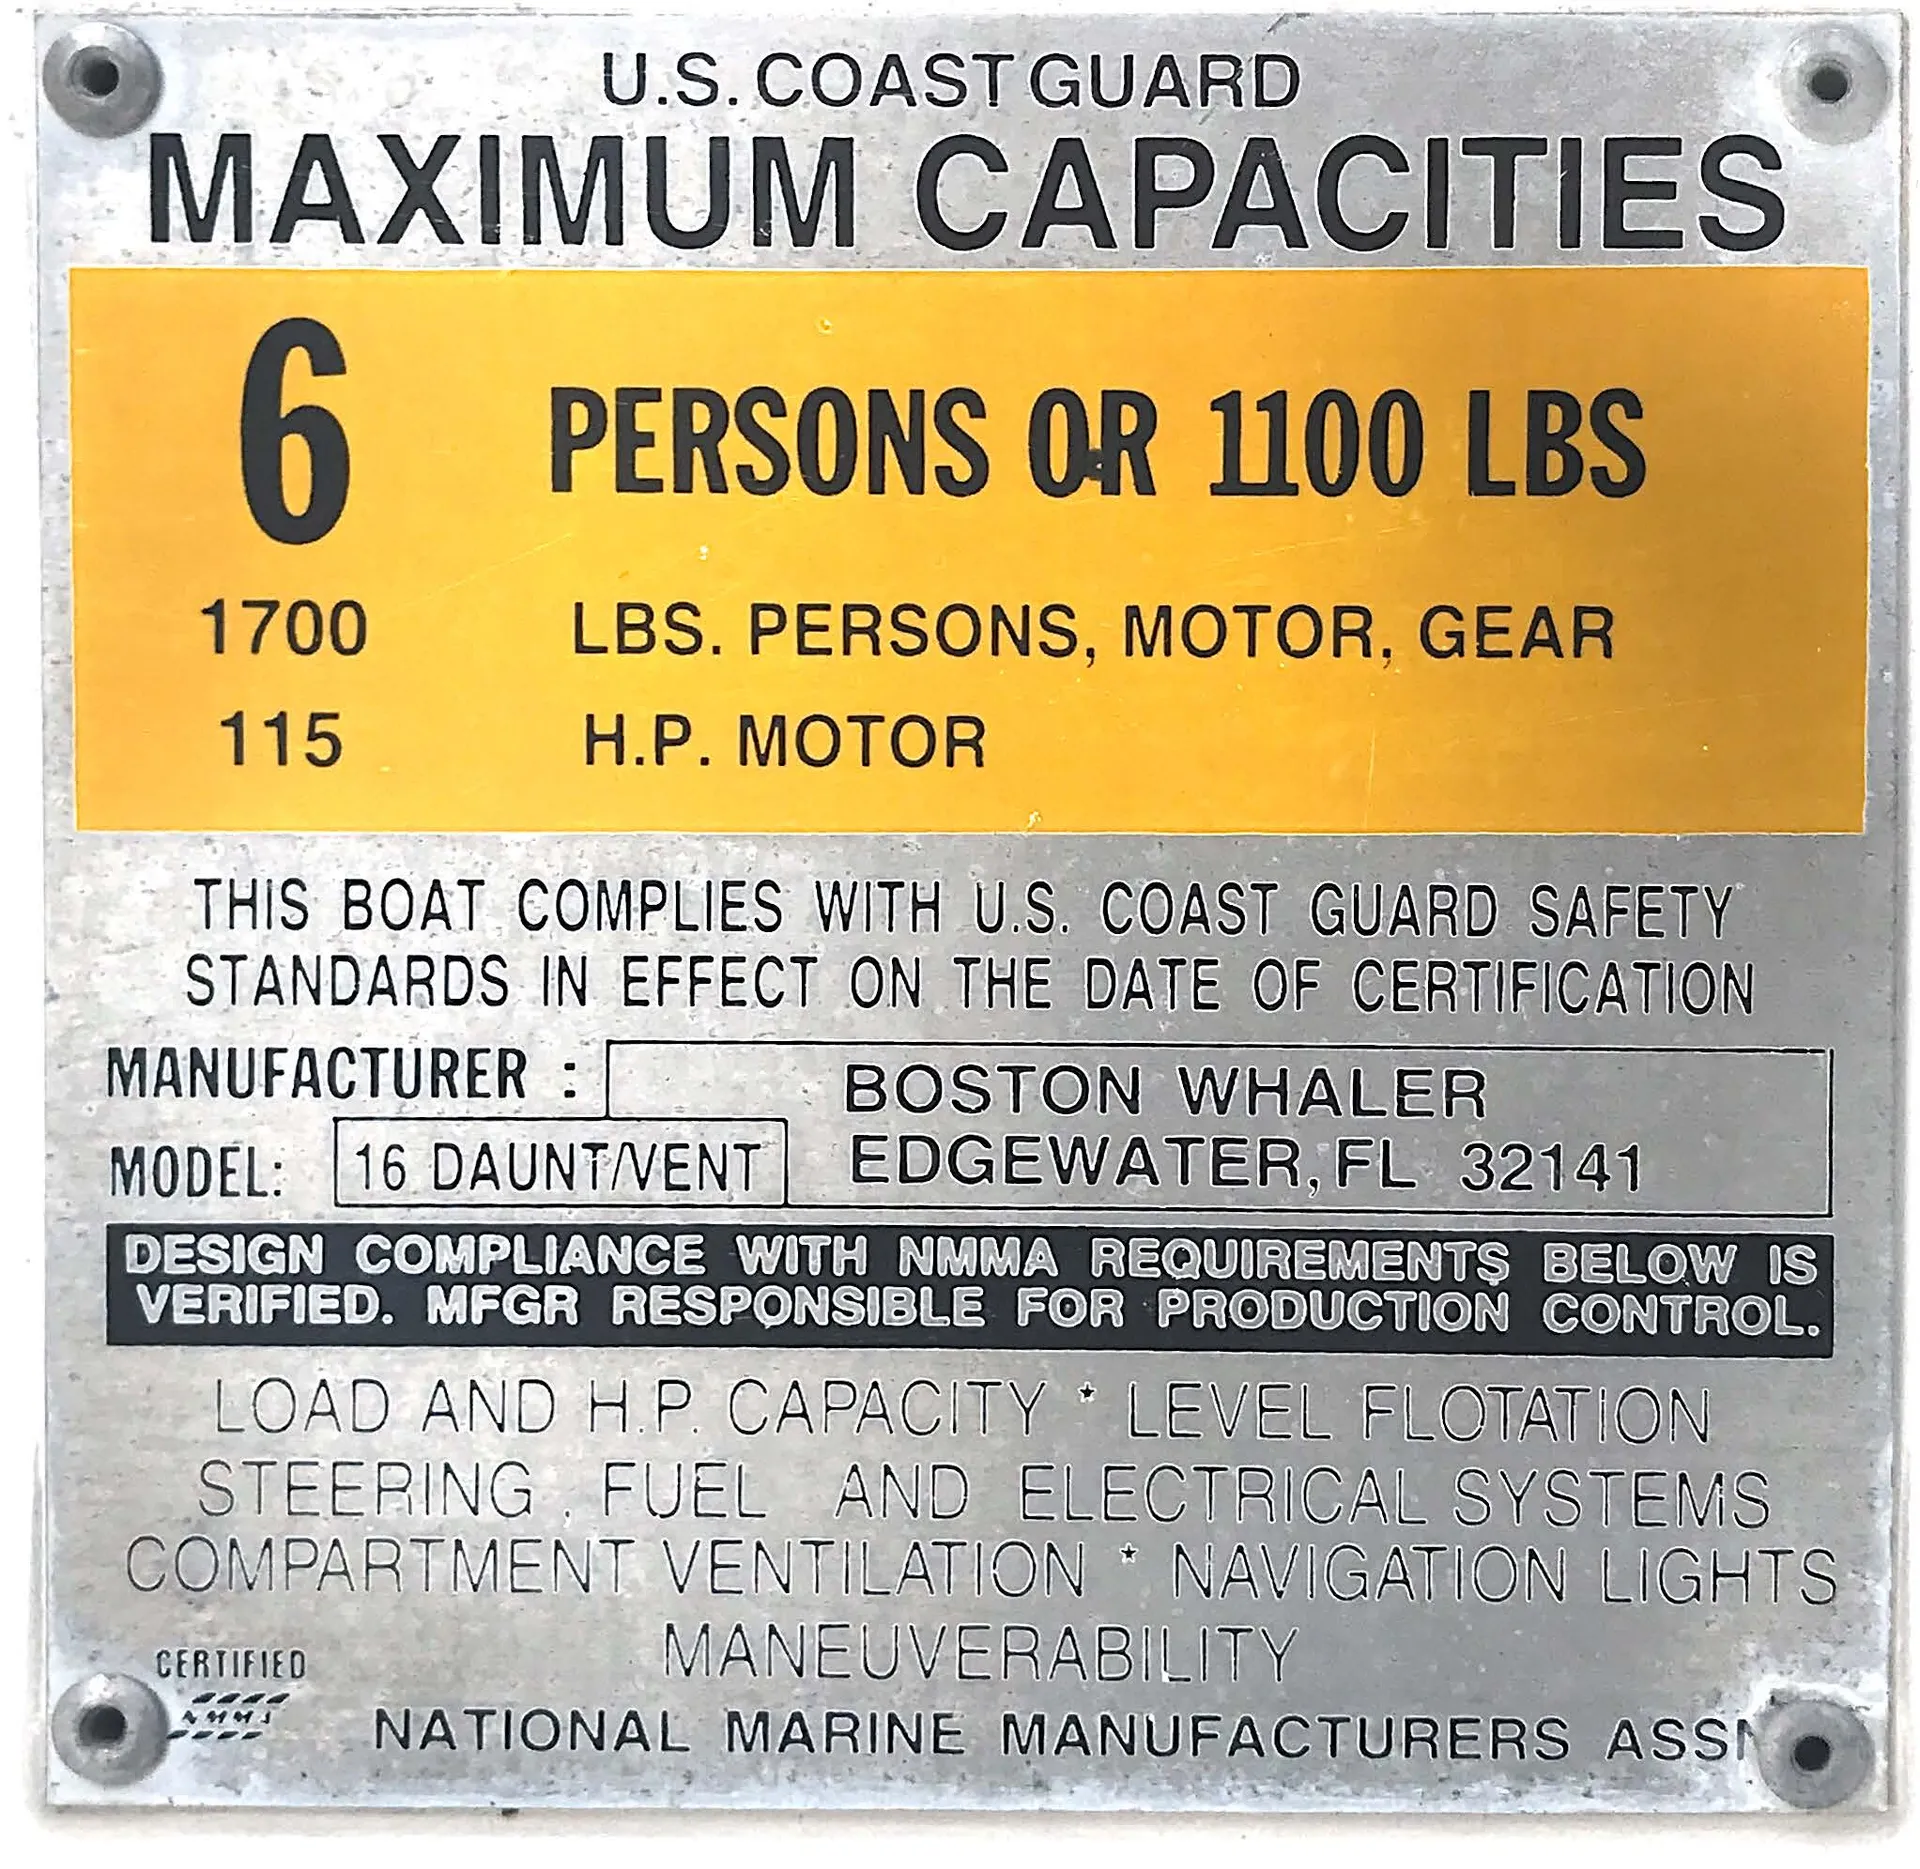 U.S. COAST GUARD
MAXIMUM CAPACITIES
6 PERSONS OR 1100 LBS
1700 LBS. PERSONS, MOTOR, GEAR
115 H.P. MOTOR
THIS BOAT COMPLIES WITH U.S. COAST GUARD SAFETY
STANDARDS IN EFFECT ON THE DATE OF CERTIFICATION
MANUFACTURER : BOSTON WHALER
MODEL: 16 DAUNT/VENT EDGEWATER, FL 32141
DESIGN COMPLIANCE WITH NMMA REQUIREMENTS BELOW IS
VERIFIED. MFGR RESPONSIBLE FOR PRODUCTION CONTROL.
LOAD AND H.P. CAPACITY * LEVEL FLOTATION
STEERING, FUEL AND ELECTRICAL SYSTEMS
COMPARTMENT VENTILATION * NAVIGATION LIGHTS
MANEUVERABILITY
CERTIFIED
NMMA
NATIONAL MARINE MANUFACTURERS ASSN